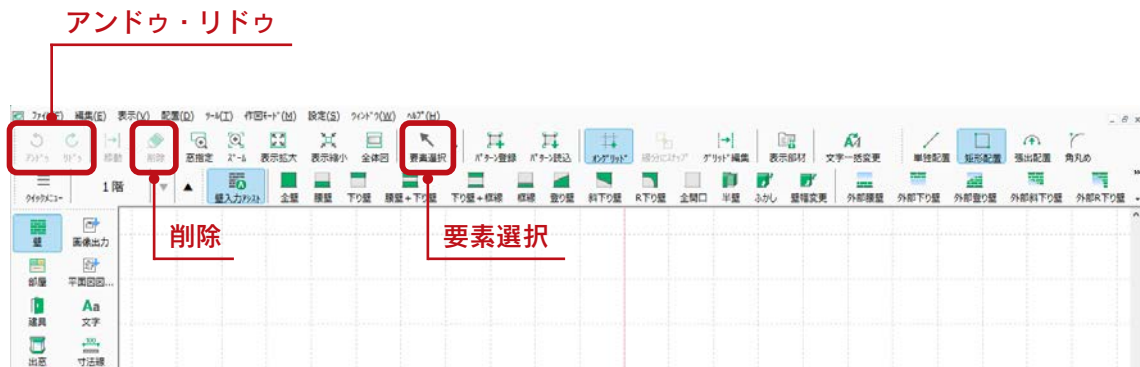 アンドゥ・リドゥ
ファイル(F) 編集(E) 表示(V) 配置(D) ツール(T) 作図モード(M) 設定(S) ウィンドウ(W) ヘルプ(H)
アンドゥ リドゥ 移動 削除 窓指定 ズーム 表示拡大 表示縮小 全体図 要素選択 パターン登録 パターン読込 オングリッド 線分にスナップ グリッド編集 表示部材 文字一括変更 単独配置 矩形配置 張出配置 角丸め
クイックメニュー 1階 壁入力アシスト 全壁 腰壁 下り壁 腰壁+下り壁 下り壁+框線 框線 登り壁 斜下り壁 R下り壁 全開口 半壁 ふかし 壁幅変更 外部腰壁 外部下り壁 外部登り壁 外部斜下り壁 外部R下り壁
壁 画像出力
削除 要素選択
部屋 平面図図...
建具 Aa 文字
出窓 100 寸法線